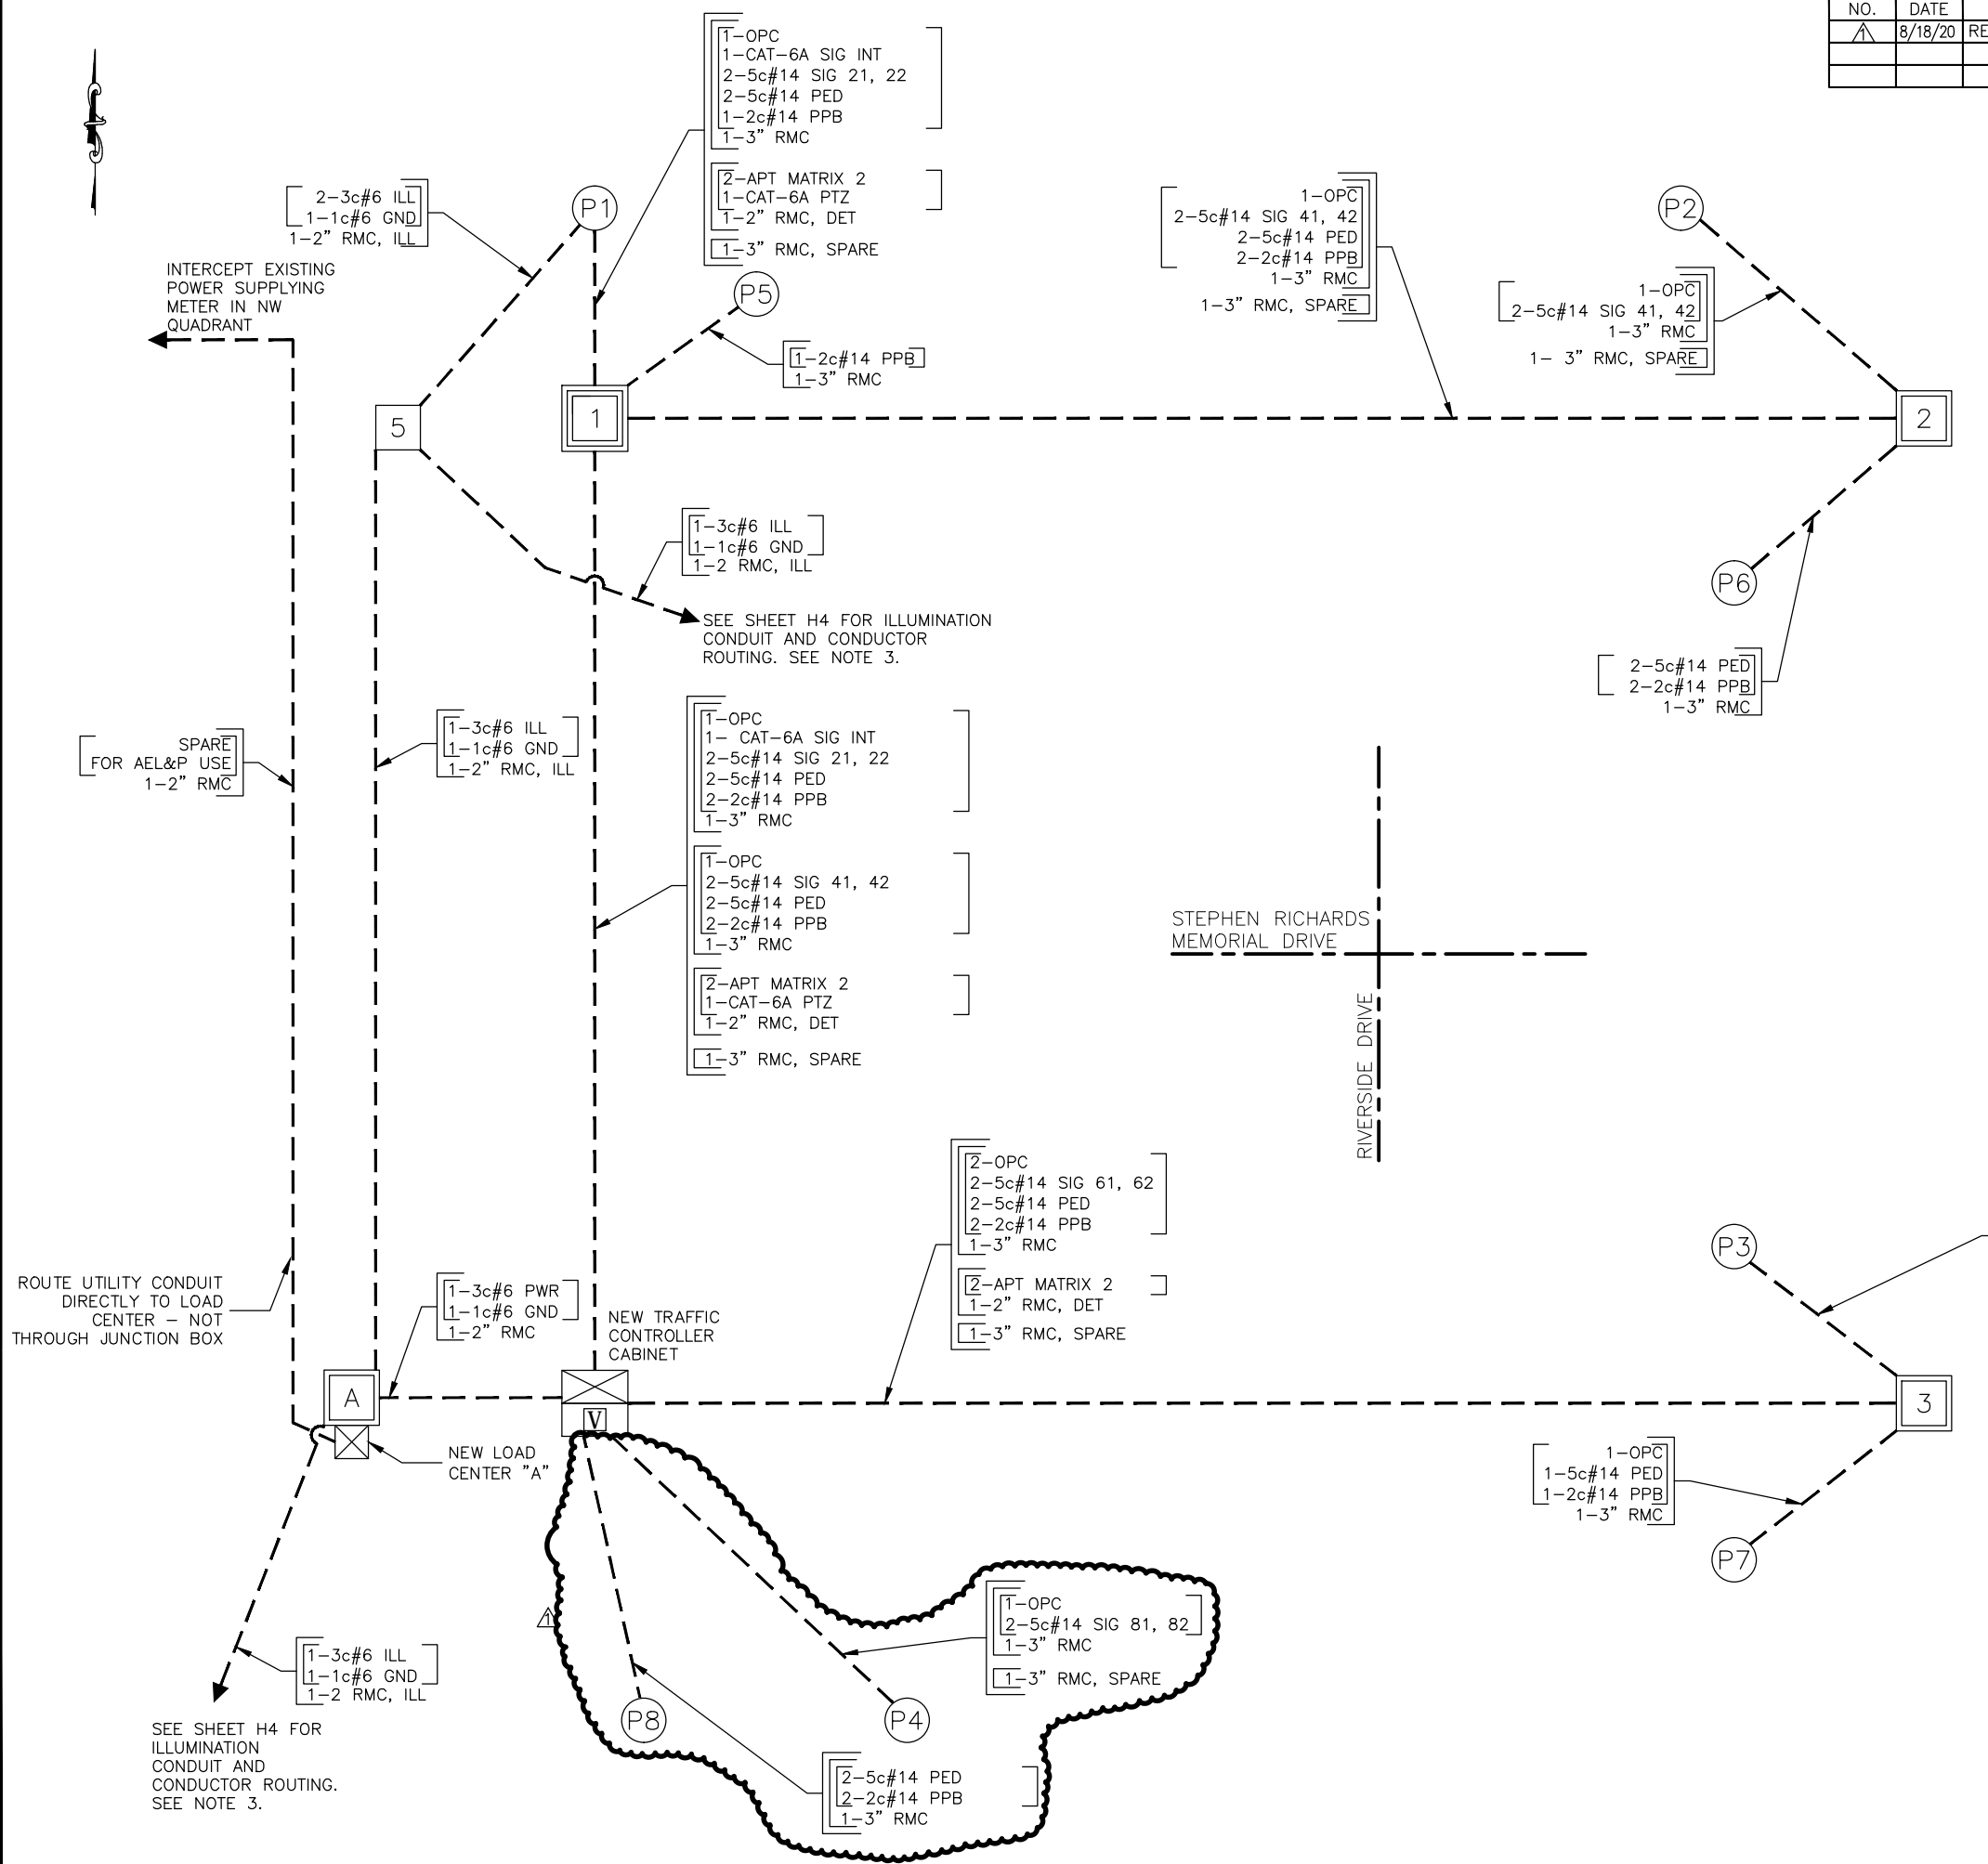 NO. DATE
1 8/18/20 RE
1-OPC
1-CAT-6A SIG INT
2-5c#14 SIG 21, 22
2-5c#14 PED
1-2c#14 PPB
1-3" RMC
2-APT MATRIX 2
1-CAT-6A PTZ
1-2" RMC, DET
1-3" RMC, SPARE
2-3c#6 ILL
1-1c#6 GND
1-2" RMC, ILL
P1
INTERCEPT EXISTING
POWER SUPPLYING
METER IN NW
QUADRANT
P5
1-2c#14 PPB
1-3" RMC
1-OPC
2-5c#14 SIG 41, 42
2-5c#14 PED
2-2c#14 PPB
1-3" RMC
1-3" RMC, SPARE
P2
1-OPC
2-5c#14 SIG 41, 42
1-3" RMC
1- 3" RMC, SPARE
5
1
2
1-3c#6 ILL
1-1c#6 GND
1-2 RMC, ILL
SEE SHEET H4 FOR ILLUMINATION
CONDUIT AND CONDUCTOR
ROUTING. SEE NOTE 3.
P6
2-5c#14 PED
2-2c#14 PPB
1-3" RMC
SPARE
FOR AEL&P USE
1-2" RMC
1-3c#6 ILL
1-1c#6 GND
1-2" RMC, ILL
1-OPC
1- CAT-6A SIG INT
2-5c#14 SIG 21, 22
2-5c#14 PED
2-2c#14 PPB
1-3" RMC
1-OPC
2-5c#14 SIG 41, 42
2-5c#14 PED
2-2c#14 PPB
1-3" RMC
2-APT MATRIX 2
1-CAT-6A PTZ
1-2" RMC, DET
1-3" RMC, SPARE
STEPHEN RICHARDS
MEMORIAL DRIVE
RIVERSIDE DRIVE
2-OPC
2-5c#14 SIG 61, 62
2-5c#14 PED
2-2c#14 PPB
1-3" RMC
2-APT MATRIX 2
1-2" RMC, DET
1-3" RMC, SPARE
P3
ROUTE UTILITY CONDUIT
DIRECTLY TO LOAD
CENTER - NOT
THROUGH JUNCTION BOX
1-3c#6 PWR
1-1c#6 GND
1-2" RMC
NEW TRAFFIC
CONTROLLER
CABINET
A
V
3
NEW LOAD
CENTER "A"
1-OPC
1-5c#14 PED
1-2c#14 PPB
1-3" RMC
P7
1
1-OPC
2-5c#14 SIG 81, 82
1-3" RMC
1-3" RMC, SPARE
1-3c#6 ILL
1-1c#6 GND
1-2 RMC, ILL
P8
P4
SEE SHEET H4 FOR
ILLUMINATION
CONDUIT AND
CONDUCTOR ROUTING.
SEE NOTE 3.
2-5c#14 PED
2-2c#14 PPB
1-3" RMC